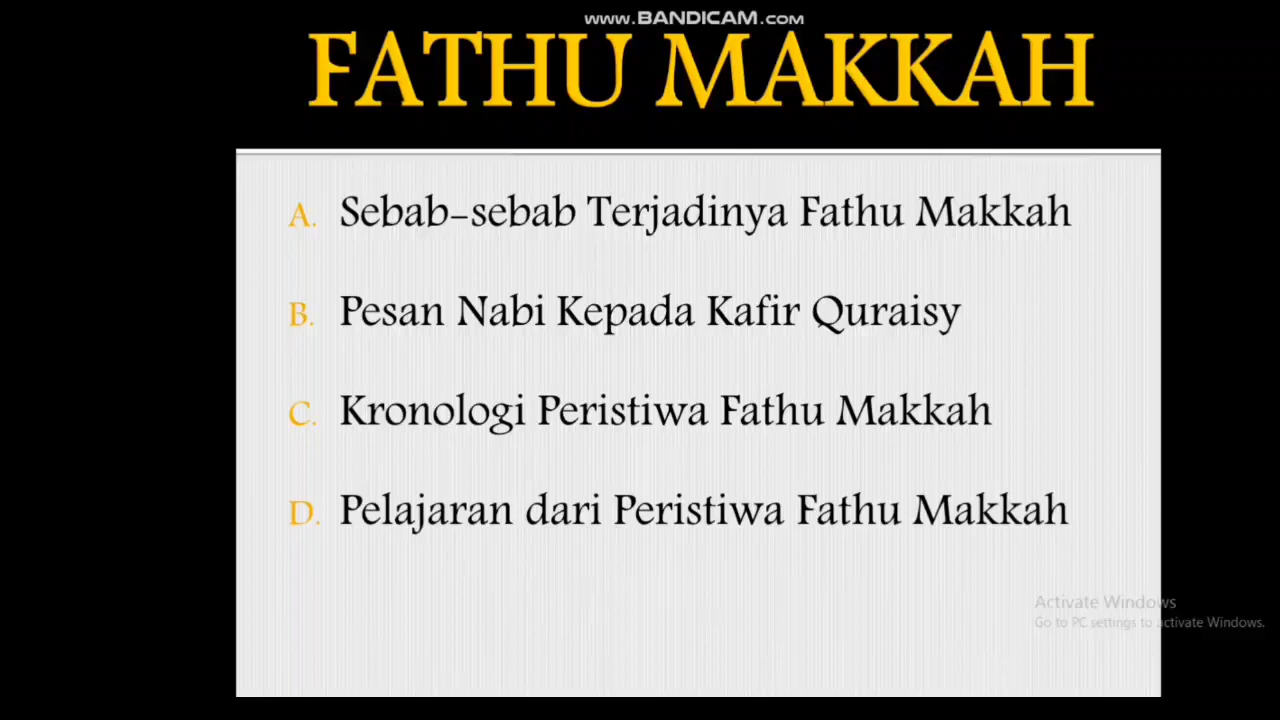 www.BANDICAM.com
FATHU MAKKAH
A. Sebab-sebab Terjadinya Fathu Makkah
B. Pesan Nabi Kepada Kafir Quraisy
C. Kronologi Peristiwa Fathu Makkah
D. Pelajaran dari Peristiwa Fathu Makkah
Activate Windows
Go to PC settings to activate Windows.